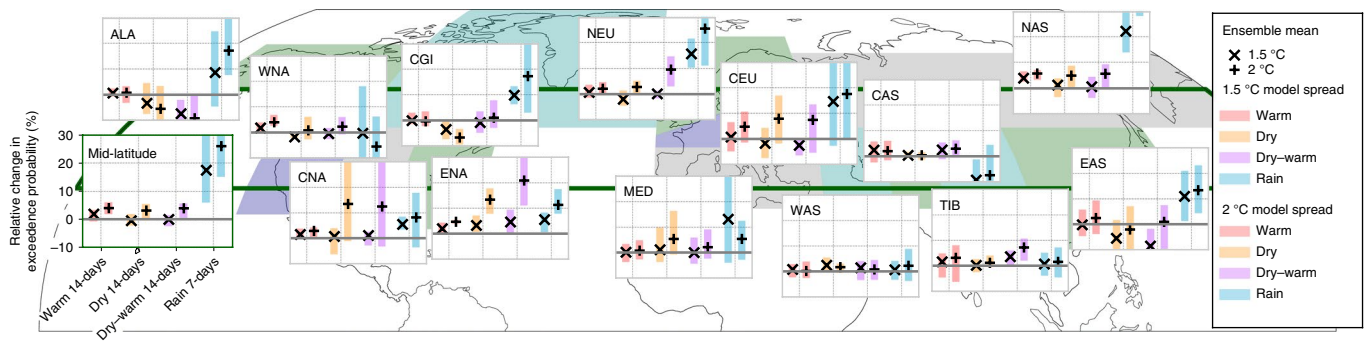 ALA
WNA
CGI
NEU
CEU
CAS
NAS
Relative change in
exceedence probability (%)
30
20
10
0
−10
Mid-latitude
Warm 14-days
Dry 14-days
Dry–warm 14-days
Rain 7-days
CNA
ENA
MED
WAS
TIB
EAS
Ensemble mean
1.5 °C
2 °C
1.5 °C model spread
Warm
Dry
Dry–warm
Rain
2 °C model spread
Warm
Dry
Dry–warm
Rain